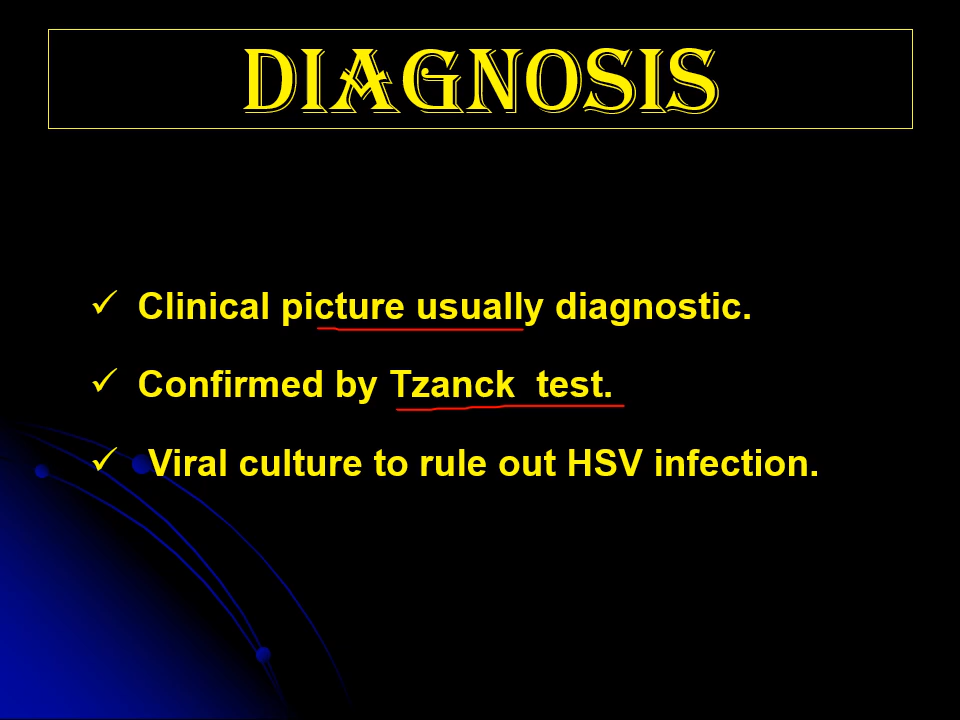 DIAGNOSIS
✓ Clinical picture usually diagnostic.
✓ Confirmed by Tzanck test.
✓ Viral culture to rule out HSV infection.